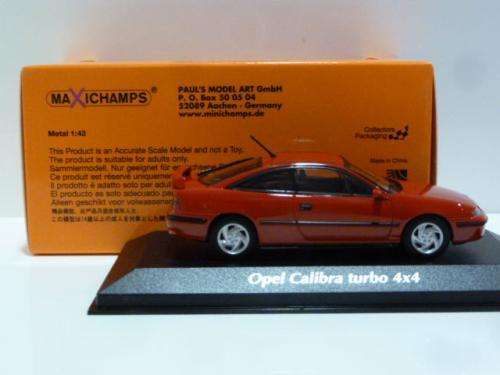 MAXICHAMPS
PAUL'S MODEL ART GmbH
P. O. Box 50 05 04
52089 Aachen - Germany
www.minichamps.de
Metal 1:43
Collectors
Packaging
This Product is an Accurate Scale Model and not a Toy.
The product is suitable for adults only.
Sammlermodell. Nur geeignet für
Made in China
Ce produit est réservé uniquement
Il prodotto è adatto solo per adulti
El producto es adecuado solo
Alleen geschikt voor volwassenen
Opel Calibra turbo 4x4